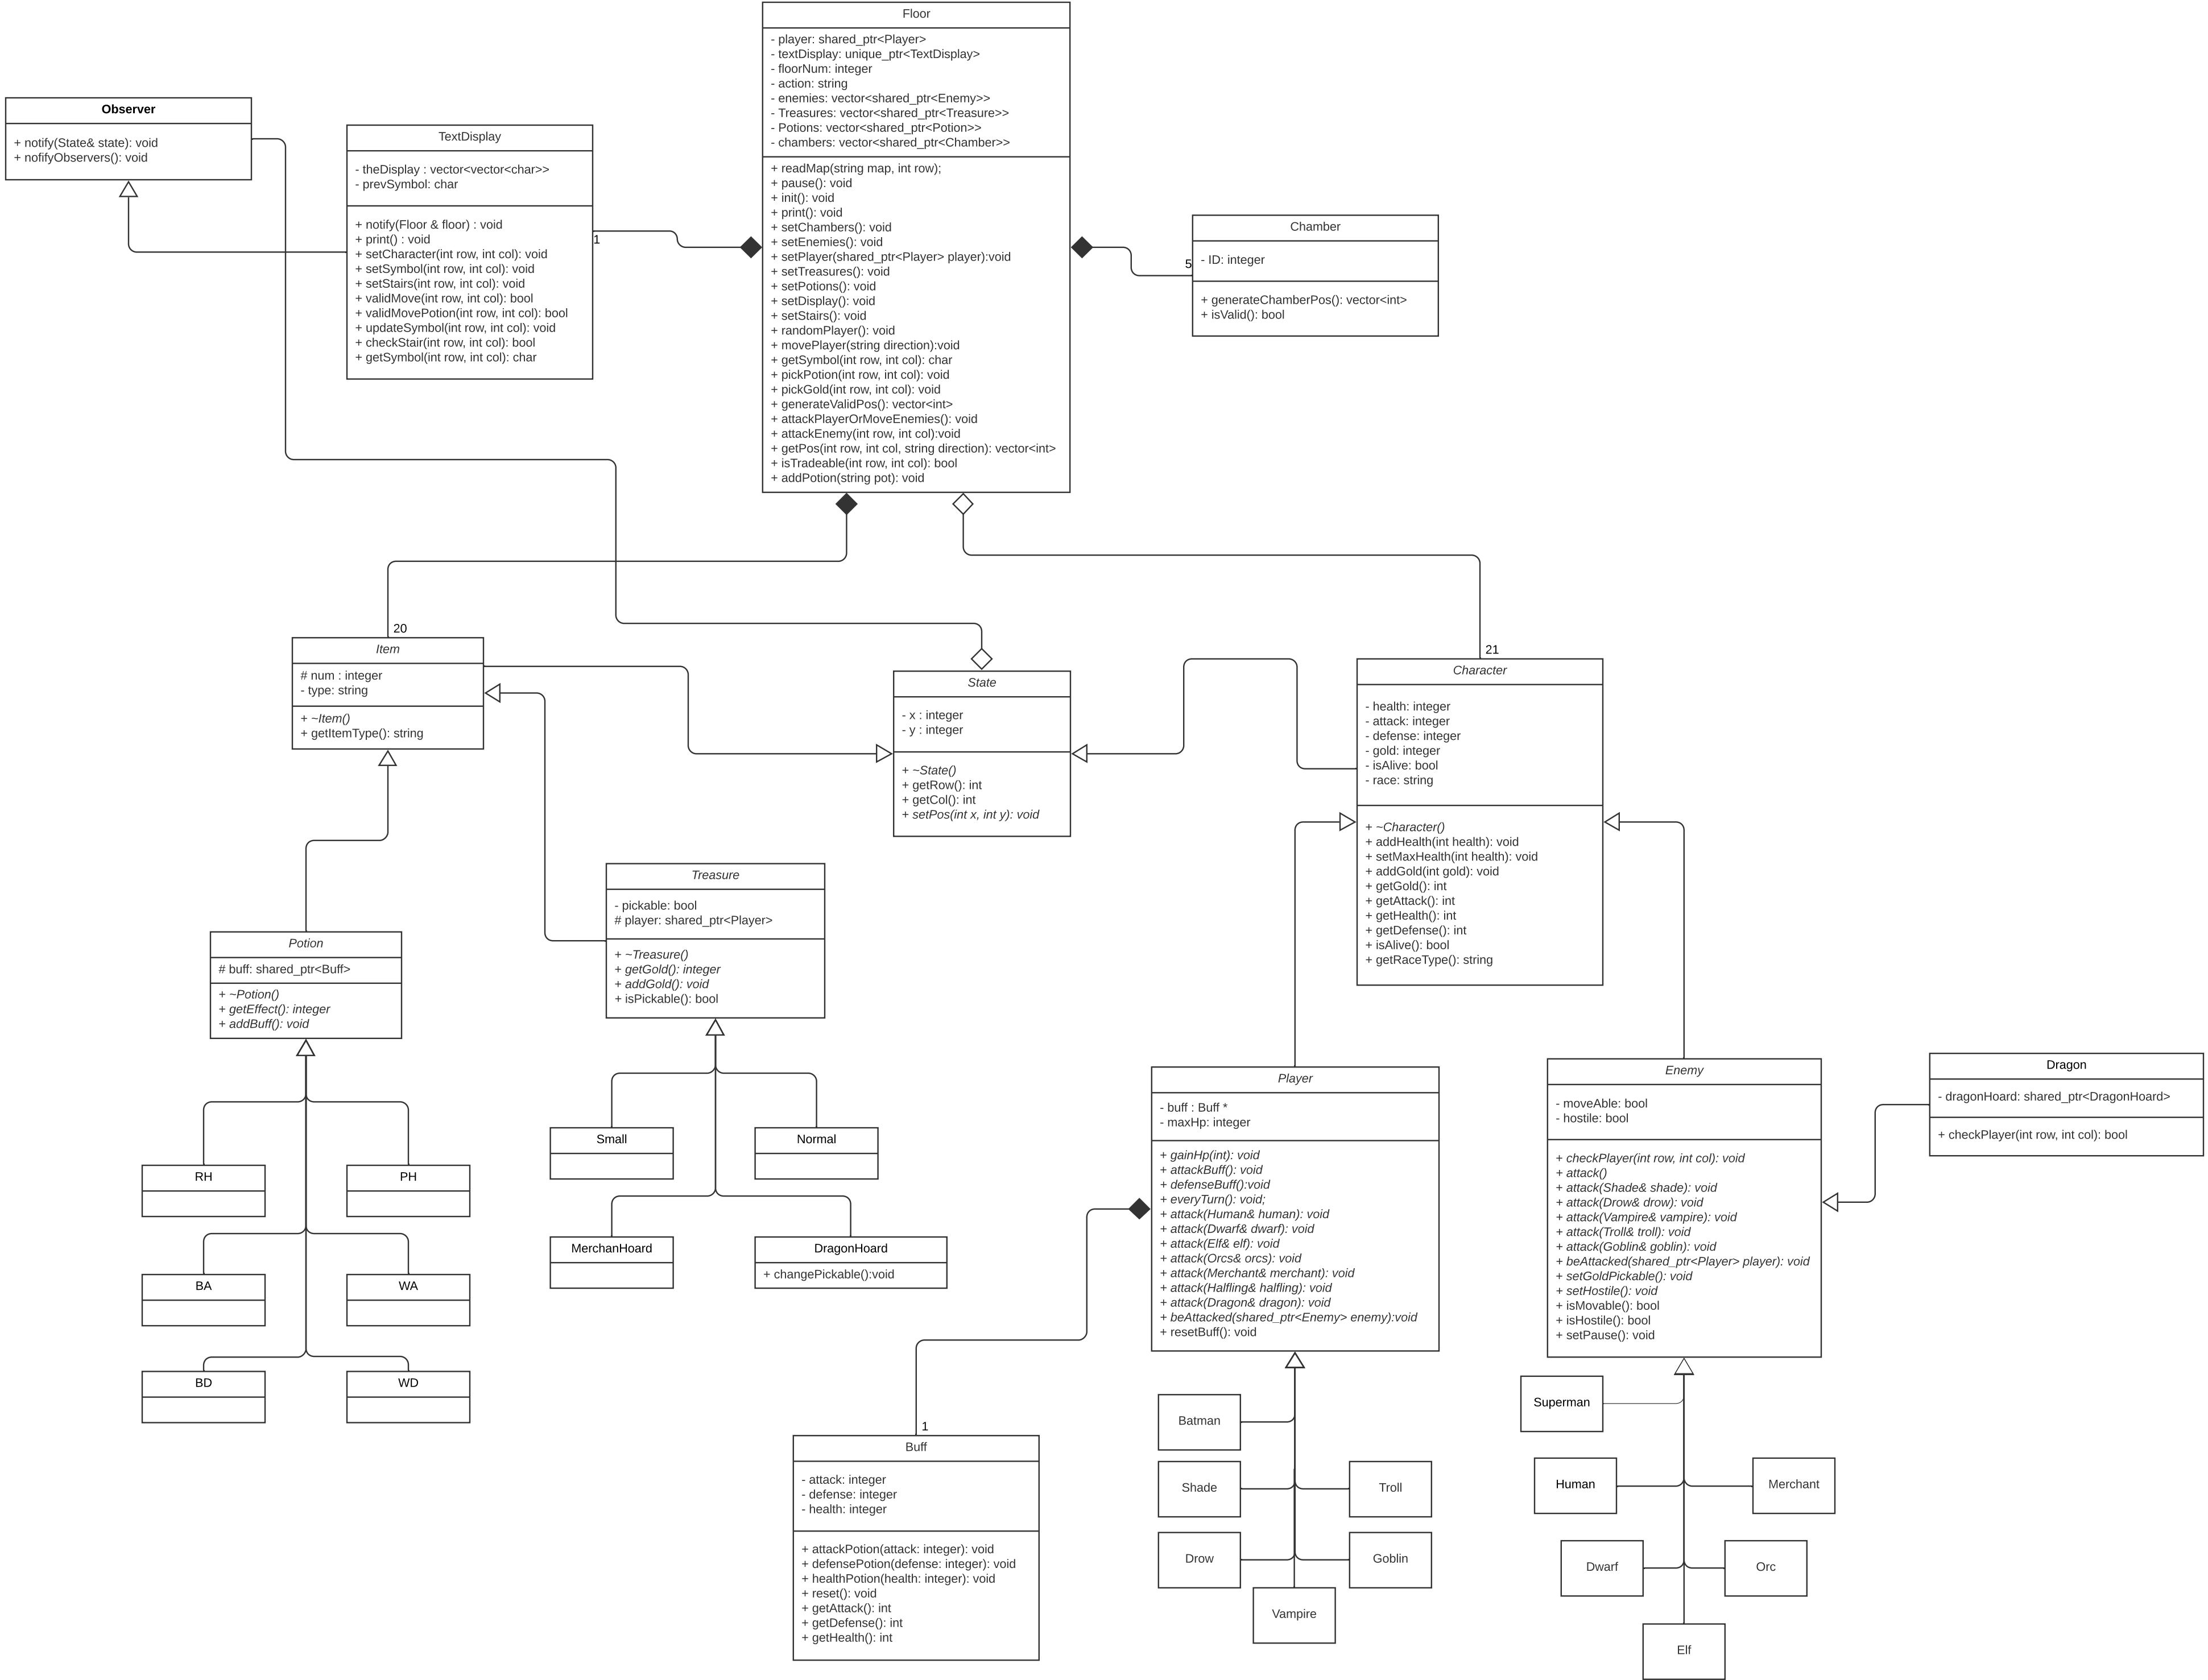 Floor
- player: shared_ptr<Player>
- textDisplay: unique_ptr<TextDisplay>
- floorNum: integer
- action: string
- enemies: vector<shared_ptr<Enemy>>
- Treasures: vector<shared_ptr<Treasure>>
- Potions: vector<shared_ptr<Potion>>
- chambers: vector<shared_ptr<Chamber>>
+ readMap(string map, int row);
+ pause(): void
+ init(): void
+ print(): void
+ setChambers(): void
+ setEnemies(): void
+ setPlayer(shared_ptr<Player> player):void
+ setTreasures(): void
+ setPotions(): void
+ setDisplay(): void
+ setStairs(): void
+ randomPlayer(): void
+ movePlayer(string direction):void
+ getSymbol(int row, int col): char
+ pickPotion(int row, int col): void
+ pickGold(int row, int col): void
+ generateValidPos(): vector<int>
+ attackPlayerOrMoveEnemies(): void
+ attackEnemy(int row, int col):void
+ getPos(int row, int col, string direction): vector<int>
+ isTradeable(int row, int col): bool
+ addPotion(string pot): void
Observer
+ notify(State& state): void
+ nofifyObservers(): void
TextDisplay
- theDisplay : vector<vector<char>>
- prevSymbol: char
+ notify(Floor & floor) : void
+ print() : void
+ setCharacter(int row, int col): void
+ setSymbol(int row, int col): void
+ setStairs(int row, int col): void
+ validMove(int row, int col): bool
+ validMovePotion(int row, int col): bool
+ updateSymbol(int row, int col): void
+ checkStair(int row, int col): bool
+ getSymbol(int row, int col): char
1
Chamber
- ID: integer
+ generateChamberPos(): vector<int>
+ isValid(): bool
5
20
Item
# num : integer
- type: string
+ ~Item()
+ getItemType(): string
State
- x : integer
- y : integer
+ ~State()
+ getRow(): int
+ getCol(): int
+ setPos(int x, int y): void
21
Character
- health: integer
- attack: integer
- defense: integer
- gold: integer
- isAlive: bool
- race: string
+ ~Character()
+ addHealth(int health): void
+ setMaxHealth(int health): void
+ addGold(int gold): void
+ getGold(): int
+ getAttack(): int
+ getHealth(): int
+ getDefense(): int
+ isAlive(): bool
+ getRaceType(): string
Treasure
- pickable: bool
# player: shared_ptr<Player>
+ ~Treasure()
+ getGold(): integer
+ addGold(): void
+ isPickable(): bool
Potion
# buff: shared_ptr<Buff>
+ ~Potion()
+ getEffect(): integer
+ addBuff(): void
RH
PH
BA
WA
BD
WD
Small
Normal
MerchanHoard
DragonHoard
+ changePickable():void
Player
- buff : Buff *
- maxHp: integer
+ gainHp(int): void
+ attackBuff(): void
+ defenseBuff():void
+ everyTurn(): void;
+ attack(Human& human): void
+ attack(Dwarf& dwarf): void
+ attack(Elf& elf): void
+ attack(Orcs& orcs): void
+ attack(Merchant& merchant): void
+ attack(Halfling& halfling): void
+ attack(Dragon& dragon): void
+ beAttacked(shared_ptr<Enemy> enemy):void
+ resetBuff(): void
Enemy
- moveAble: bool
- hostile: bool
+ checkPlayer(int row, int col): void
+ attack()
+ attack(Shade& shade): void
+ attack(Drow& drow): void
+ attack(Vampire& vampire): void
+ attack(Troll& troll): void
+ attack(Goblin& goblin): void
+ beAttacked(shared_ptr<Player> player): void
+ setGoldPickable(): void
+ setHostile(): void
+ isMovable(): bool
+ isHostile(): bool
+ setPause(): void
Dragon
- dragonHoard: shared_ptr<DragonHoard>
+ checkPlayer(int row, int col): bool
1
Buff
- attack: integer
- defense: integer
- health: integer
+ attackPotion(attack: integer): void
+ defensePotion(defense: integer): void
+ healthPotion(health: integer): void
+ reset(): void
+ getAttack(): int
+ getDefense(): int
+ getHealth(): int
Batman
Shade
Troll
Drow
Goblin
Vampire
Superman
Human
Merchant
Dwarf
Orc
Elf